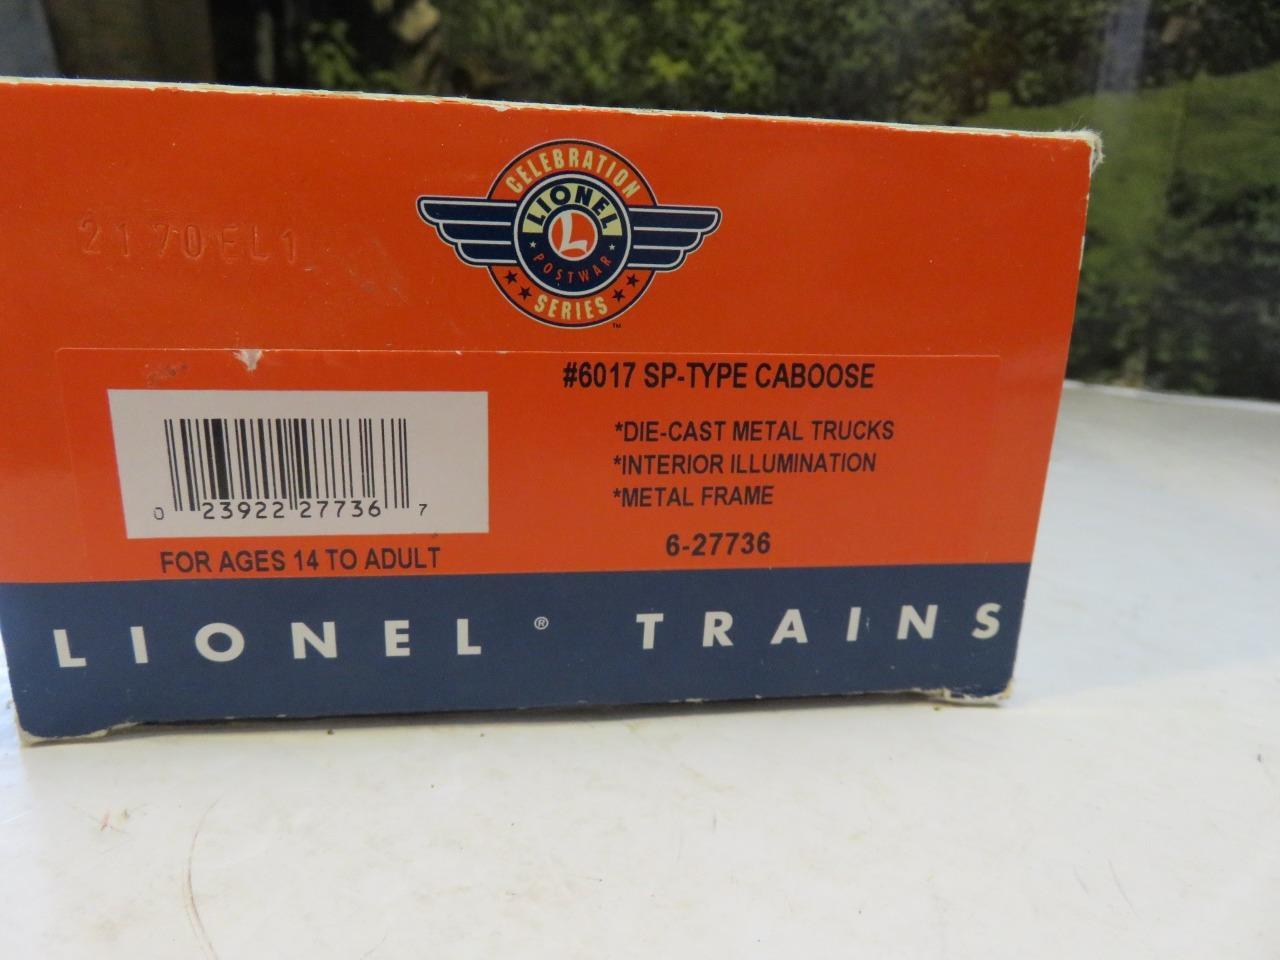 CELEBRATION
LIONEL
L
POSTWAR
SERIES
™
2170EL1
#6017 SP-TYPE CABOOSE
*DIE-CAST METAL TRUCKS
*INTERIOR ILLUMINATION
*METAL FRAME
6-27736
0 23922 27736 7
FOR AGES 14 TO ADULT
LIONEL® TRAINS